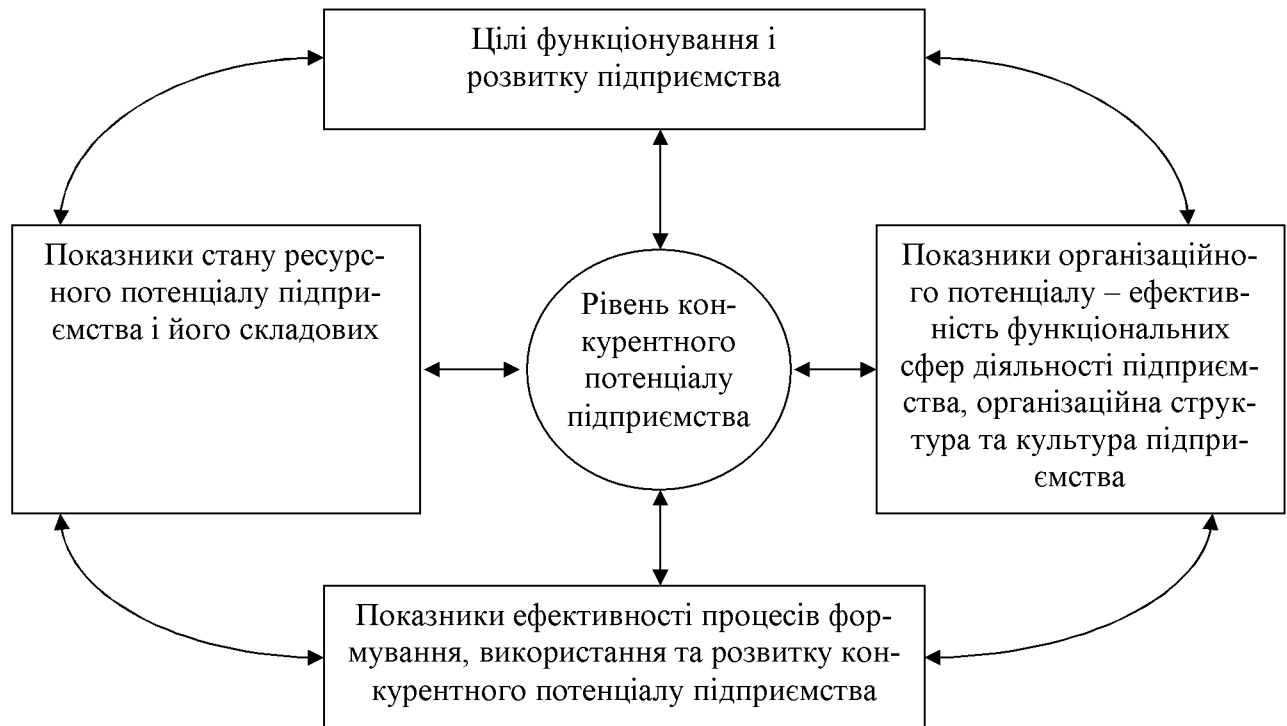 Цілі функціонування і
розвитку підприємства
Показники стану ресурс-
ного потенціалу підпри-
ємства і його складових
Рівень кон-
курентного
потенціалу
підприємства
Показники організаційно-
го потенціалу – ефектив-
ність функціональних
сфер діяльності підприєм-
ства, організаційна струк-
тура та культура підпри-
ємства
Показники ефективності процесів фор-
мування, використання та розвитку кон-
курентного потенціалу підприємства